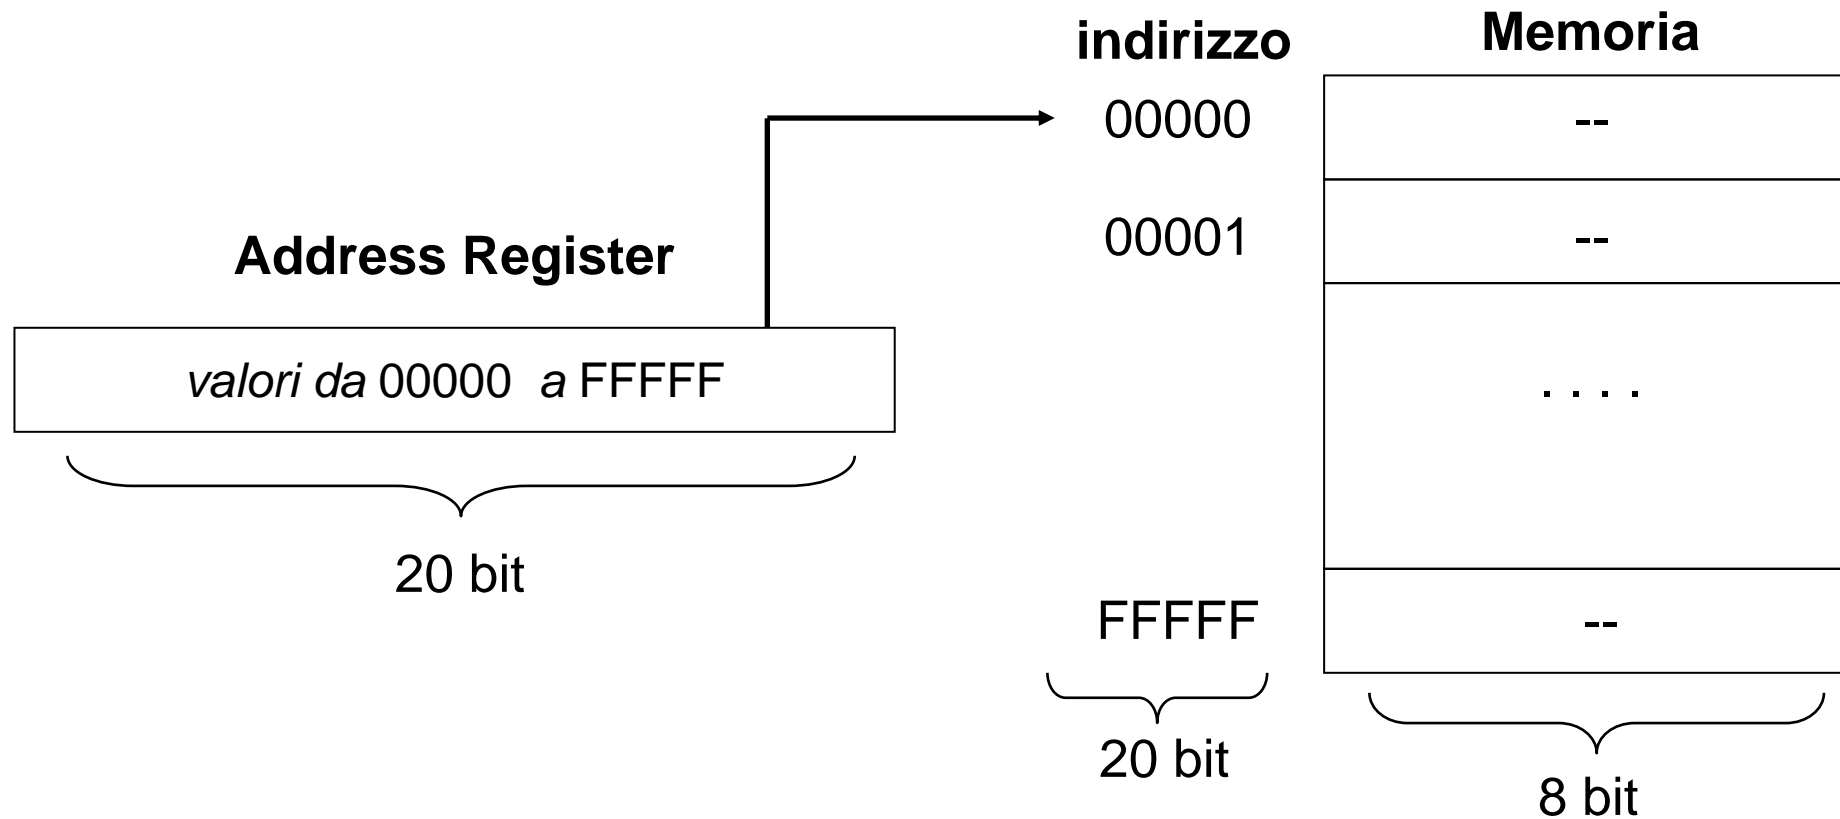 indirizzo
Memoria
00000
--
00001
--
Address Register
valori da 00000 a FFFFF
. . . .
20 bit
FFFFF
--
20 bit
8 bit